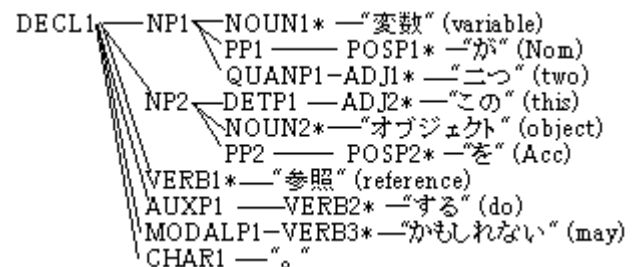 DECL1 NP1 NOUN1* "変数" (variable)
PP1 POSP1* "が" (Nom)
QUANP1-ADJ1* "二つ" (two)
NP2 DETP1 ADJ2* "この" (this)
NOUN2* "オブジェクト" (object)
PP2 POSP2* "を" (Acc)
VERB1* "参照" (reference)
AUXP1 VERB2* "する" (do)
MODALP1-VERB3* "かもしれない" (may)
CHAR1 "。"